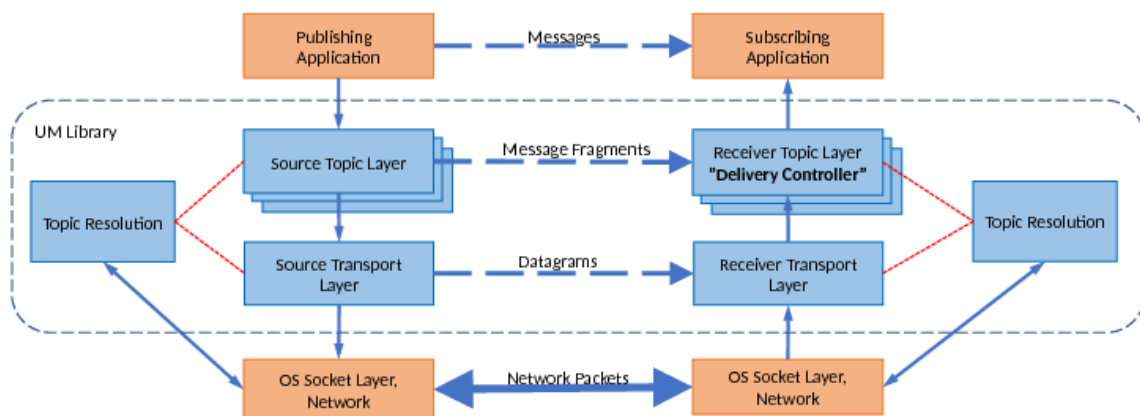 Publishing
Application
Messages
Subscribing
Application
UM Library
Source Topic Layer
Message Fragments
Receiver Topic Layer
"Delivery Controller"
Topic Resolution
Topic Resolution
Source Transport
Layer
Datagrams
Receiver Transport
Layer
OS Socket Layer,
Network
Network Packets
OS Socket Layer,
Network